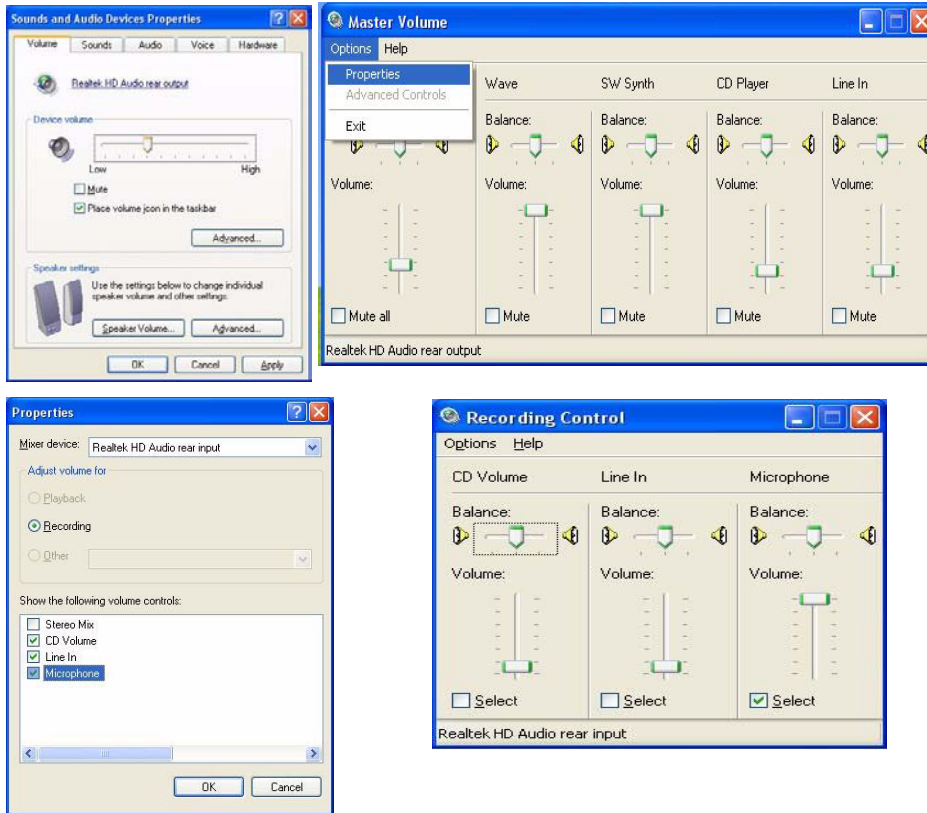 Sounds and Audio Devices Properties
Volume Sounds Audio Voice Hardware
Realtek HD Audio rear output
Device volume
Low High
Mute
Place volume icon in the taskbar
Advanced...
Speaker settings
Use the settings below to change individual
speaker volume and other settings.
Speaker Volume... Advanced...
OK Cancel Apply
Master Volume
Options Help
Properties
Advanced Controls
Exit
Wave SW Synth CD Player Line In
Balance: Balance: Balance: Balance:
Volume: Volume: Volume: Volume: Volume:
Mute all Mute Mute Mute Mute
Realtek HD Audio rear output
Properties
Mixer device: Realtek HD Audio rear input
Adjust volume for
Playback
Recording
Other
Show the following volume controls:
Stereo Mix
CD Volume
Line In
Microphone
OK Cancel
Recording Control
Options Help
CD Volume Line In Microphone
Balance: Balance: Balance:
Volume: Volume: Volume:
Select Select Select
Realtek HD Audio rear input